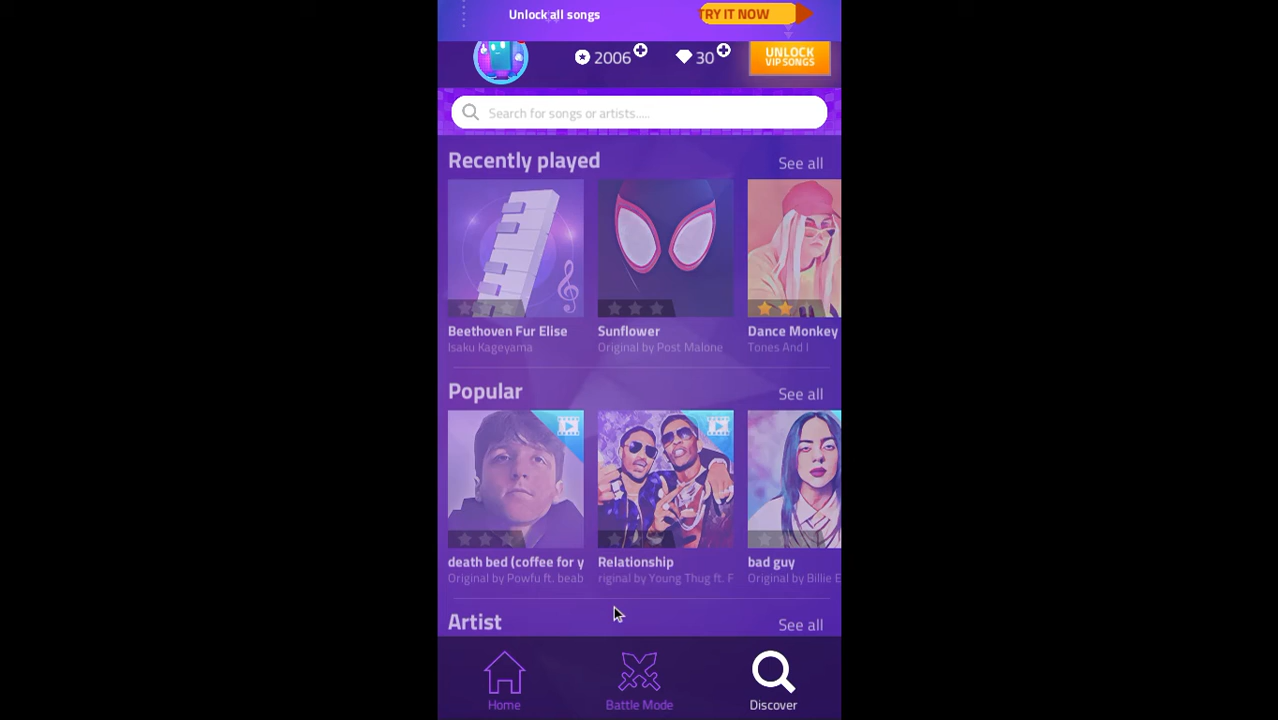 Unlock all songs
TRY IT NOW
2006
30
UNLOCK
VIP SONGS
Search for songs or artists.....
Recently played
See all
Beethoven Fur Elise
Isaku Kageyama
Sunflower
Original by Post Malone
Dance Monkey
Tones And I
Popular
See all
death bed (coffee for y
Original by Powfu ft. beab
Relationship
riginal by Young Thug ft. F
bad guy
Original by Billie E
Artist
See all
Home
Battle Mode
Discover